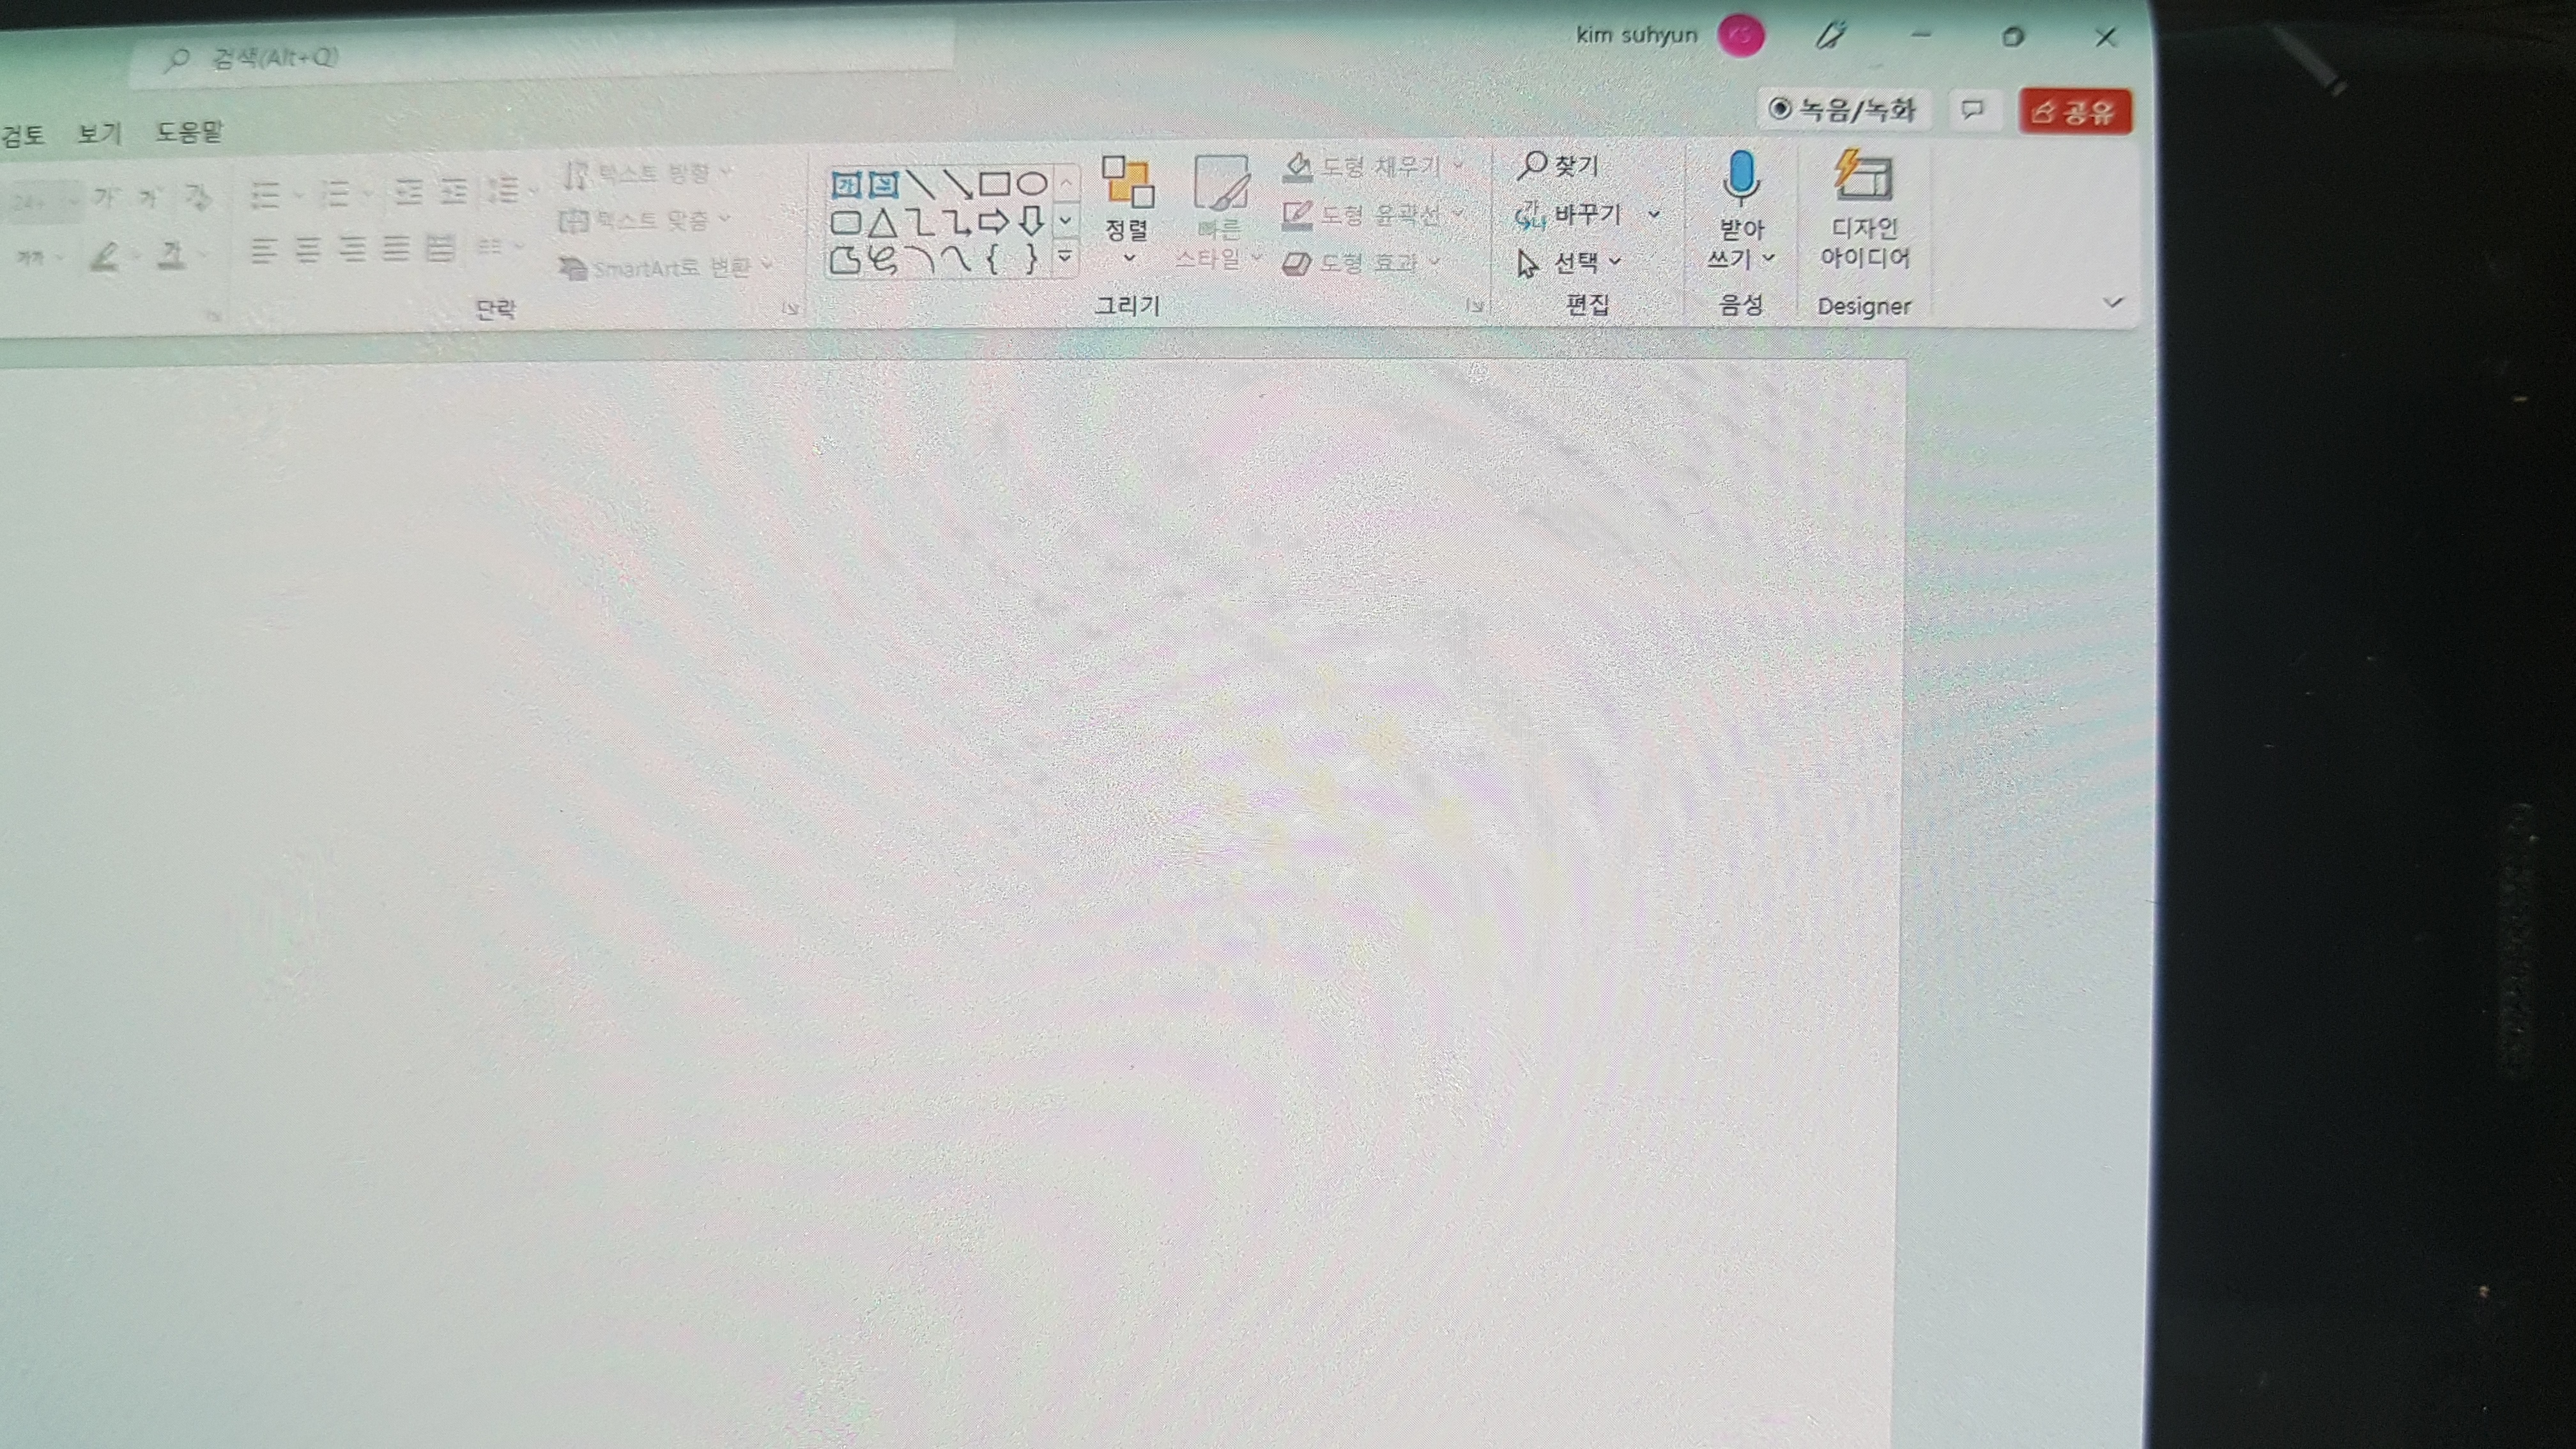 검색(Alt+Q)
kim suhyun
검토 보기 도움말
녹음/녹화
공유
텍스트 방향
텍스트 맞춤
SmartArt로 변환
단락
정렬
빠른
스타일
도형 채우기
도형 윤곽선
도형 효과
그리기
찾기
바꾸기
선택
편집
받아
쓰기
음성
디자인
아이디어
Designer